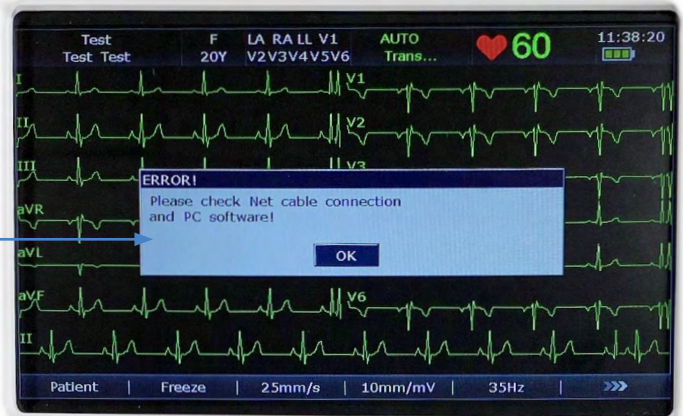 Test F LA RA LL V1 AUTO 60 11:38:20
Test Test 20Y V2V3V4V5V6 Trans...
I V1
II V2
III V3
ERROR!
Please check Net cable connection
and PC software!
OK
aVR
aVL
aVF V6
II
Patient | Freeze | 25mm/s | 10mm/mV | 35Hz | >>>